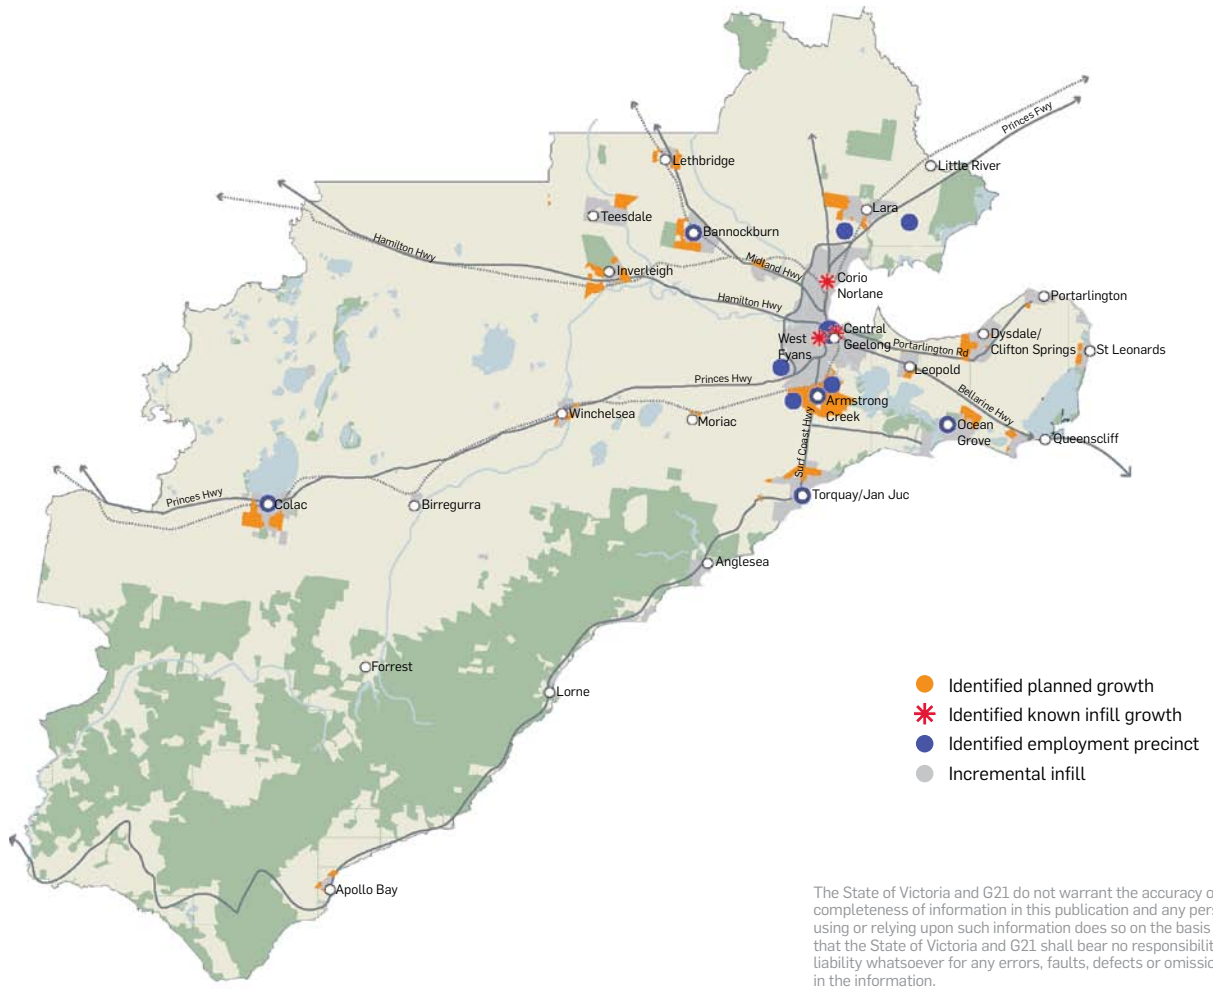 Princes Fwy
Lethbridge
Little River
Teesdale
Lara
Bannockburn
Hamilton Hwy
Midland Hwy
Inverleigh
Corio
Norlane
Hamilton Hwy
Portarlington
Central
Geelong
West
Fyans
Portarlington Rd
Dysdale/
Clifton Springs
St Leonards
Leopold
Princes Hwy
Bellarine Hwy
Winchelsea
Moriac
Armstrong
Creek
Surf Coast Hwy
Ocean
Grove
Queenscliff
Princes Hwy
Colac
Birregurra
Torquay/Jan Juc
Anglesea
Forrest
Lorne
Apollo Bay
Identified planned growth
Identified known infill growth
Identified employment precinct
Incremental infill
The State of Victoria and G21 do not warrant the accuracy o
completeness of information in this publication and any per
using or relying upon such information does so on the basis
that the State of Victoria and G21 shall bear no responsibilit
liability whatsoever for any errors, faults, defects or omissio
in the information.